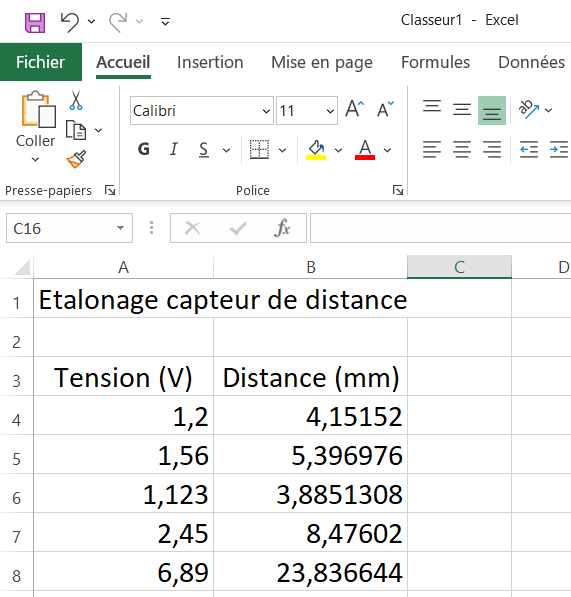 Classeur1 - Excel
Fichier Accueil Insertion Mise en page Formules Données
Coller
Calibri 11
G I S
ab
Presse-papiers Police
C16 fx
A B C D
1 Etalonage capteur de distance
2
3 Tension (V) Distance (mm)
4 1,2 4,15152
5 1,56 5,396976
6 1,123 3,8851308
7 2,45 8,47602
8 6,89 23,836644